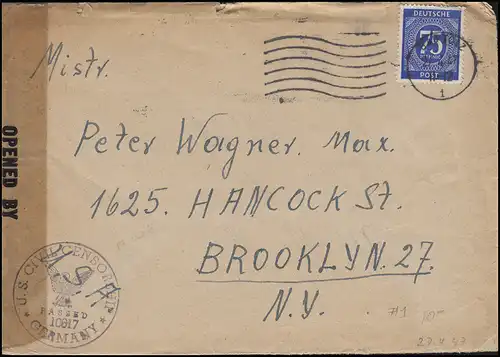 DEUTSCHE
75
POST
1
Mistr.
Peter Wagner. Max.
1625. HANCOCK St.
BROOKLYN. 27.
N.Y.
OPENED BY
U.S. CIVIL CENSORSHIP
PASSED
10817
GERMANY